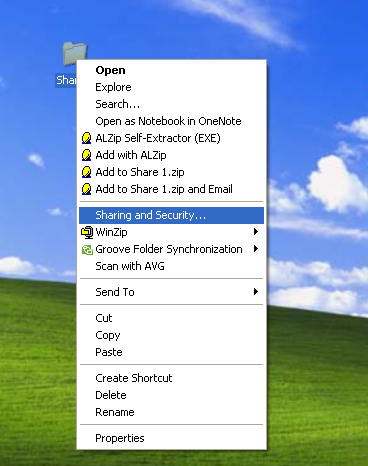 Shar
Open
Explore
Search...
Open as Notebook in OneNote
ALZip Self-Extractor (EXE)
Add with ALZip
Add to Share 1.zip
Add to Share 1.zip and Email
Sharing and Security...
WinZip
Groove Folder Synchronization
Scan with AVG
Send To
Cut
Copy
Paste
Create Shortcut
Delete
Rename
Properties